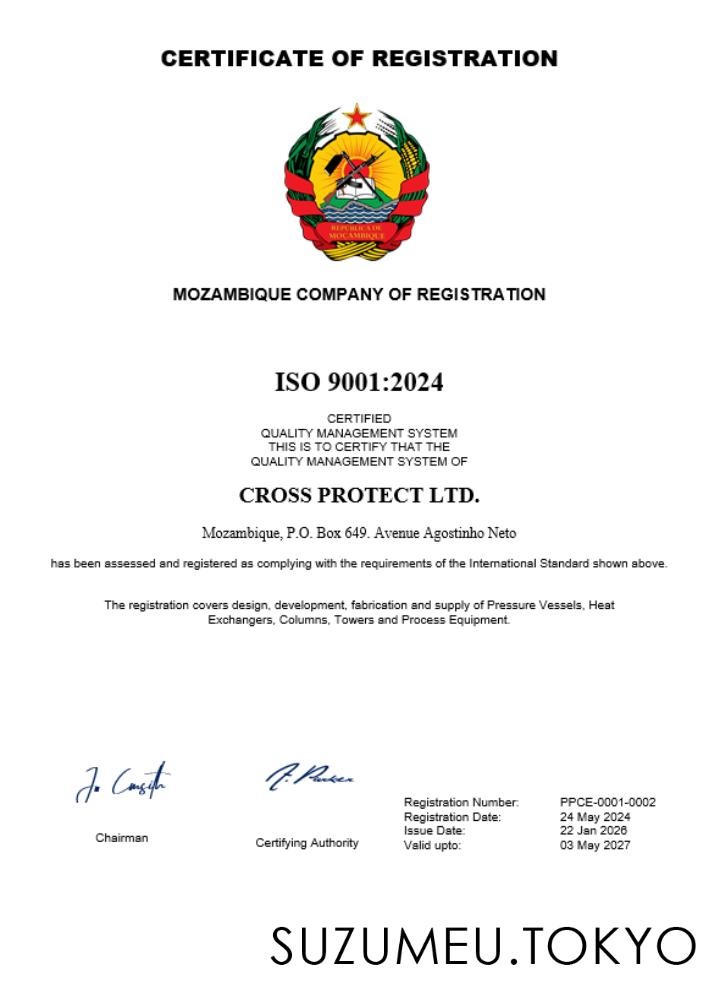 CERTIFICATE OF REGISTRATION
REPÚBLICA DE
MOÇAMBIQUE
MOZAMBIQUE COMPANY OF REGISTRATION
ISO 9001:2024
CERTIFIED
QUALITY MANAGEMENT SYSTEM
THIS IS TO CERTIFY THAT THE
QUALITY MANAGEMENT SYSTEM OF
CROSS PROTECT LTD.
Mozambique, P.O. Box 649. Avenue Agostinho Neto
has been assessed and registered as complying with the requirements of the International Standard shown above.
The registration covers design, development, fabrication and supply of Pressure Vessels, Heat
Exchangers, Columns, Towers and Process Equipment.
Chairman
Certifying Authority
Registration Number: PPCE-0001-0002
Registration Date: 24 May 2024
Issue Date: 22 Jan 2026
Valid upto: 03 May 2027
SUZUMEU.TOKYO